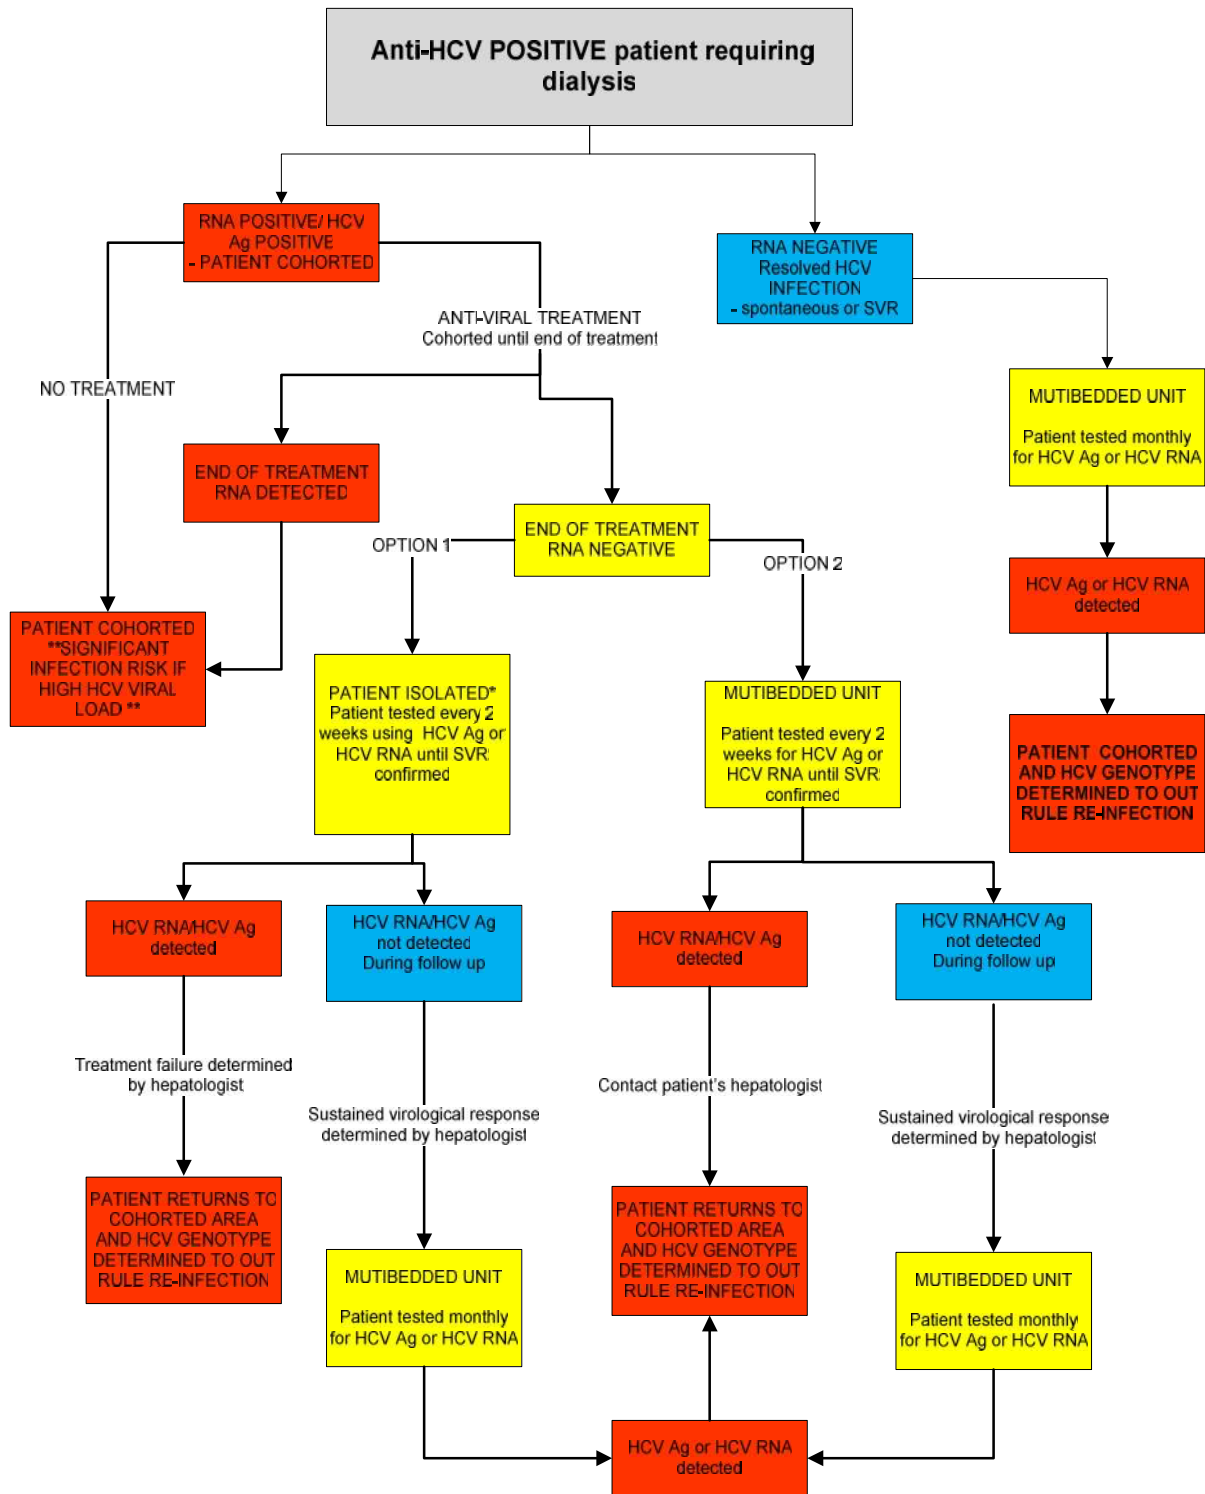 Anti-HCV POSITIVE patient requiring
dialysis
RNA POSITIVE/ HCV
Ag POSITIVE
- PATIENT COHORTED
RNA NEGATIVE
Resolved HCV
INFECTION
- spontaneous or SVR
ANTI-VIRAL TREATMENT
Cohorted until end of treatment
NO TREATMENT
MUTIBEDDED UNIT
Patient tested monthly
for HCV Ag or HCV RNA
END OF TREATMENT
RNA DETECTED
END OF TREATMENT
RNA NEGATIVE
OPTION 1
OPTION 2
HCV Ag or HCV RNA
detected
PATIENT COHORTED
**SIGNIFICANT
INFECTION RISK IF
HIGH HCV VIRAL
LOAD **
PATIENT ISOLATED*
Patient tested every 2
weeks using HCV Ag or
HCV RNA until SVR
confirmed
MUTIBEDDED UNIT
Patient tested every 2
weeks for HCV Ag or
HCV RNA until SVR
confirmed
PATIENT COHORTED
AND HCV GENOTYPE
DETERMINED TO OUT
RULE RE-INFECTION
HCV RNA/HCV Ag
detected
HCV RNA/HCV Ag
not detected
During follow up
HCV RNA/HCV Ag
detected
HCV RNA/HCV Ag
not detected
During follow up
Treatment failure determined
by hepatologist
Sustained virological response
determined by hepatologist
Contact patient's hepatologist
Sustained virological response
determined by hepatologist
PATIENT RETURNS TO
COHORTED AREA
AND HCV GENOTYPE
DETERMINED TO OUT
RULE RE-INFECTION
MUTIBEDDED UNIT
Patient tested monthly
for HCV Ag or HCV RNA
PATIENT RETURNS TO
COHORTED AREA
AND HCV GENOTYPE
DETERMINED TO OUT
RULE RE-INFECTION
MUTIBEDDED UNIT
Patient tested monthly
for HCV Ag or HCV RNA
HCV Ag or HCV RNA
detected